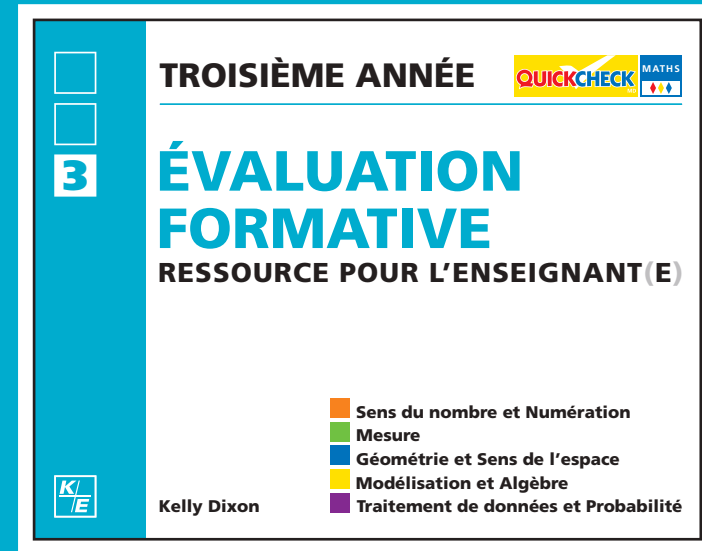 TROISIÈME ANNÉE
QUICKCHECK MATHS
3
ÉVALUATION
FORMATIVE
RESSOURCE POUR L’ENSEIGNANT(E)
Sens du nombre et Numération
Mesure
Géométrie et Sens de l’espace
Modélisation et Algèbre
Traitement de données et Probabilité
Kelly Dixon
K/E